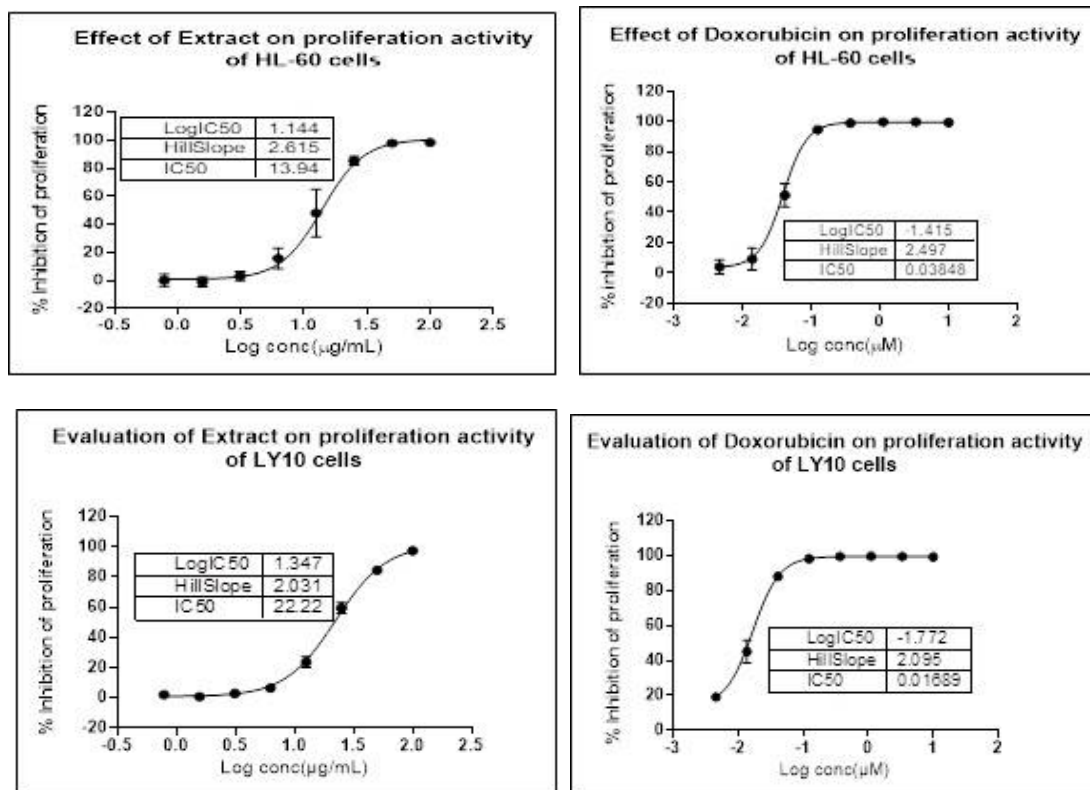 Effect of Extract on proliferation activity
of HL-60 cells
% inhibition of proliferation
120
100
80
60
40
20
0
-20
LogIC50 1.144
HillSlope 2.615
IC50 13.94
-0.5 0.0 0.5 1.0 1.5 2.0 2.5
Log conc(µg/mL)
Effect of Doxorubicin on proliferation activity
of HL-60 cells
% inhibition of proliferation
120
100
80
60
40
20
0
-20
LogIC50 -1.415
HillSlope 2.497
IC50 0.03848
-3 -2 -1 0 1 2
Log conc(µM)
Evaluation of Extract on proliferation activity
of LY10 cells
% Inhibition of proliferation
120
100
80
60
40
20
0
-20
LogIC50 1.347
HillSlope 2.031
IC50 22.22
-0.5 0.0 0.5 1.0 1.5 2.0 2.5
Log conc(µg/mL)
Evaluation of Doxorubicin on proliferation activity
of LY10 cells
% Inhibition of proliferation
120
100
80
60
40
20
0
LogIC50 -1.772
HillSlope 2.095
IC50 0.01689
-3 -2 -1 0 1 2
Log conc(µM)